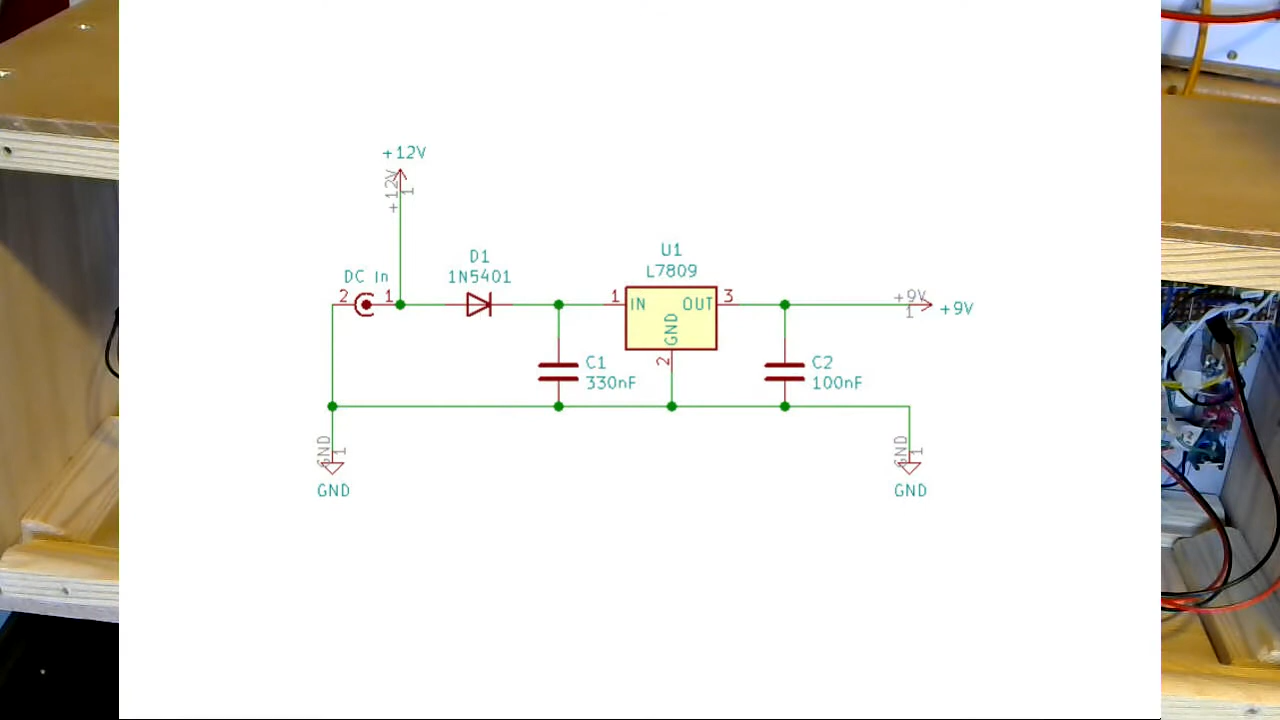 +12V
+12V
1
DC In
2
1
D1
1N5401
U1
L7809
1
IN
OUT
3
GND
2
C1
330nF
C2
100nF
+9V
1
+9V
GND
1
GND
GND
1
GND